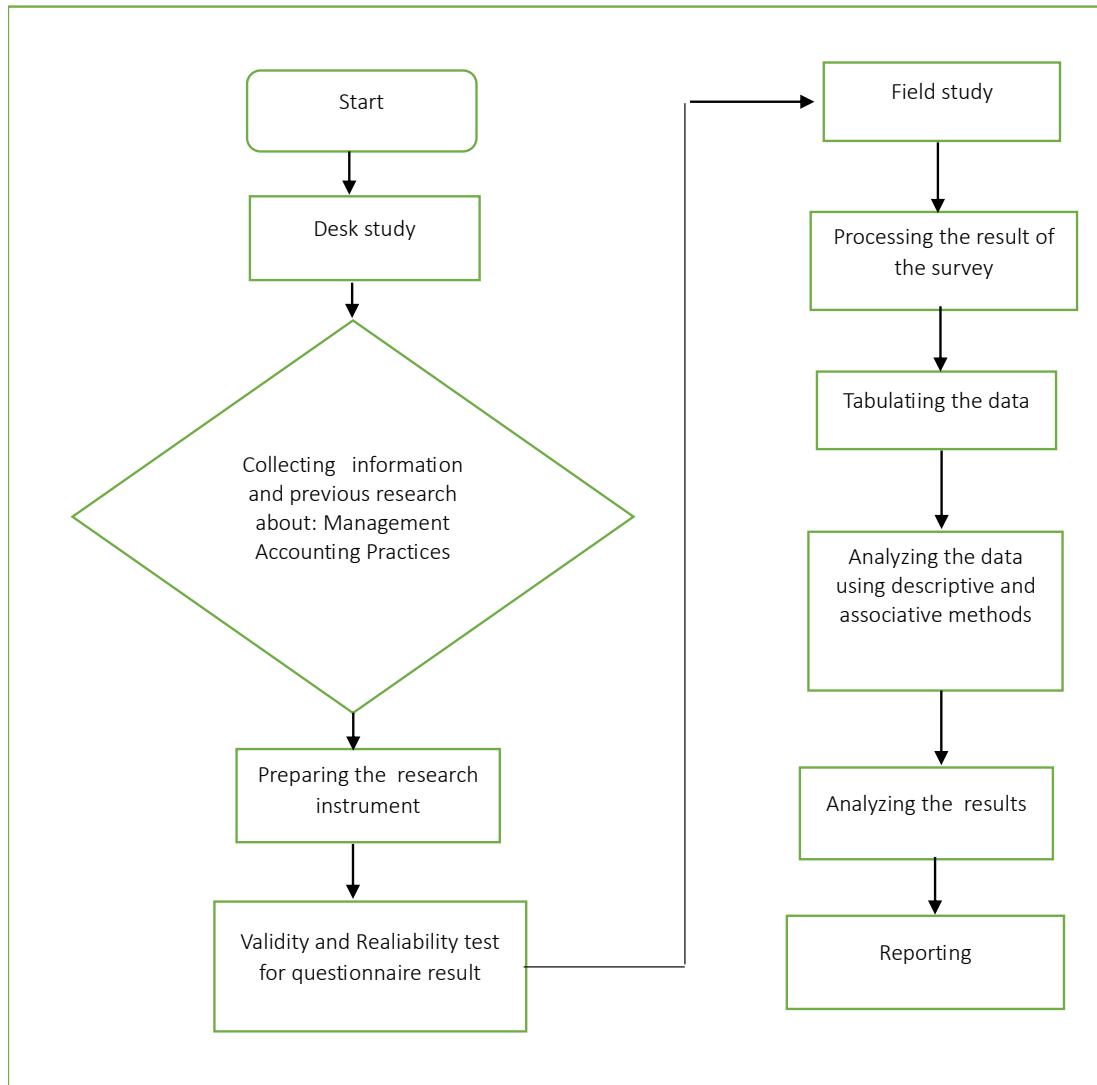 Start
Desk study
Collecting information
and previous research
about: Management
Accounting Practices
Preparing the research
instrument
Validity and Realiability test
for questionnaire result
Field study
Processing the result of
the survey
Tabulatiing the data
Analyzing the data
using descriptive and
associative methods
Analyzing the results
Reporting